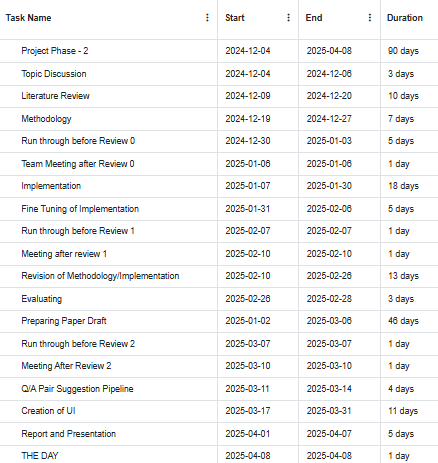 Task Name Start End Duration
Project Phase - 2 2024-12-04 2025-04-08 90 days
Topic Discussion 2024-12-04 2024-12-06 3 days
Literature Review 2024-12-09 2024-12-20 10 days
Methodology 2024-12-19 2024-12-27 7 days
Run through before Review 0 2024-12-30 2025-01-03 5 days
Team Meeting after Review 0 2025-01-06 2025-01-06 1 day
Implementation 2025-01-07 2025-01-30 18 days
Fine Tuning of Implementation 2025-01-31 2025-02-06 5 days
Run through before Review 1 2025-02-07 2025-02-07 1 day
Meeting after review 1 2025-02-10 2025-02-10 1 day
Revision of Methodology/Implementation 2025-02-10 2025-02-26 13 days
Evaluating 2025-02-26 2025-02-28 3 days
Preparing Paper Draft 2025-01-02 2025-03-06 46 days
Run through before Review 2 2025-03-07 2025-03-07 1 day
Meeting After Review 2 2025-03-10 2025-03-10 1 day
Q/A Pair Suggestion Pipeline 2025-03-11 2025-03-14 4 days
Creation of UI 2025-03-17 2025-03-31 11 days
Report and Presentation 2025-04-01 2025-04-07 5 days
THE DAY 2025-04-08 2025-04-08 1 day